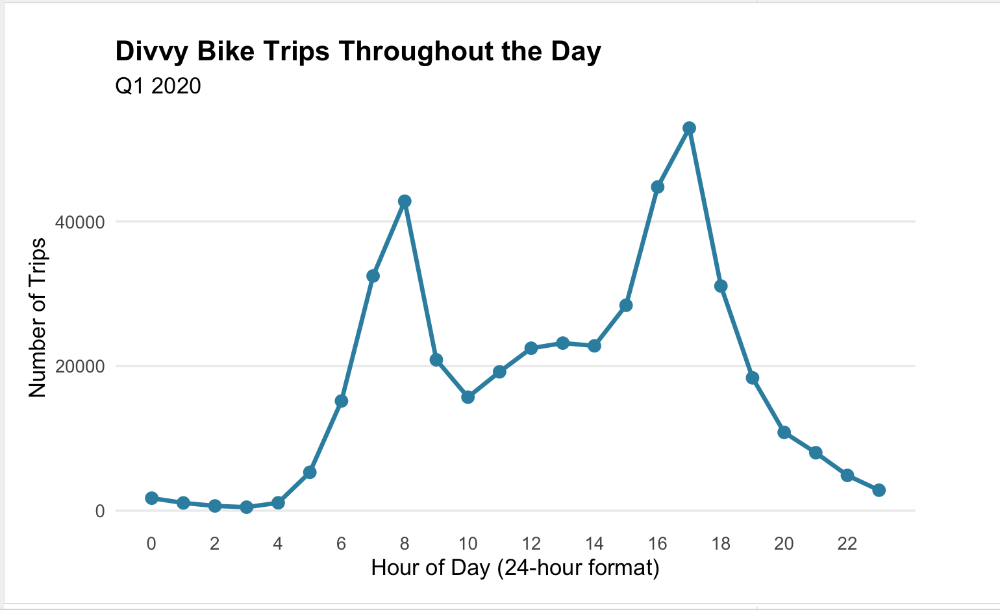 Divvy Bike Trips Throughout the Day
Q1 2020
Number of Trips
40000
20000
0
0 2 4 6 8 10 12 14 16 18 20 22
Hour of Day (24-hour format)